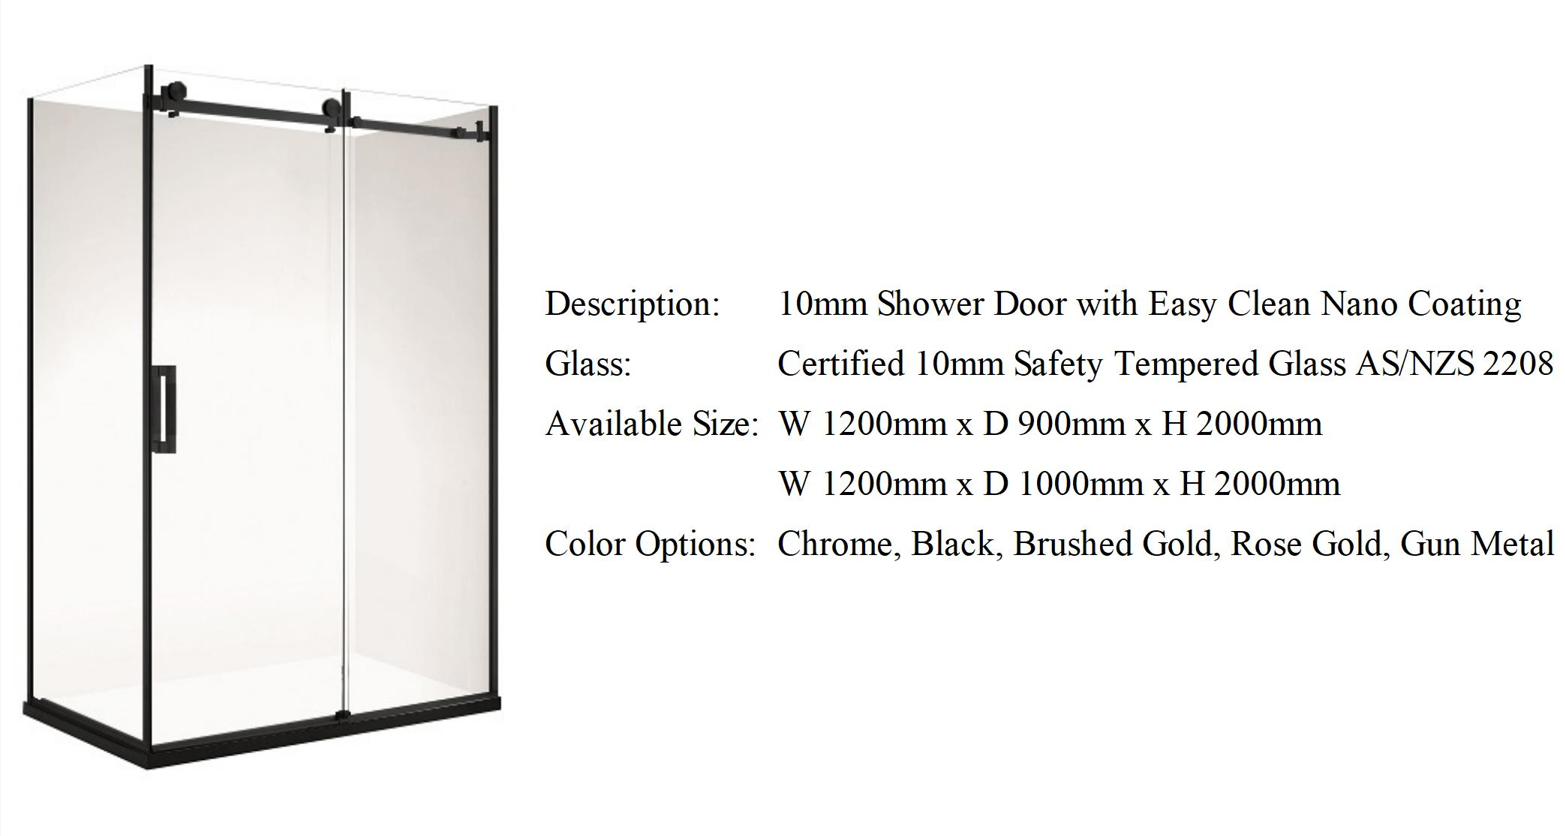 Description: 10mm Shower Door with Easy Clean Nano Coating
Glass: Certified 10mm Safety Tempered Glass AS/NZS 2208
Available Size: W 1200mm x D 900mm x H 2000mm
W 1200mm x D 1000mm x H 2000mm
Color Options: Chrome, Black, Brushed Gold, Rose Gold, Gun Metal